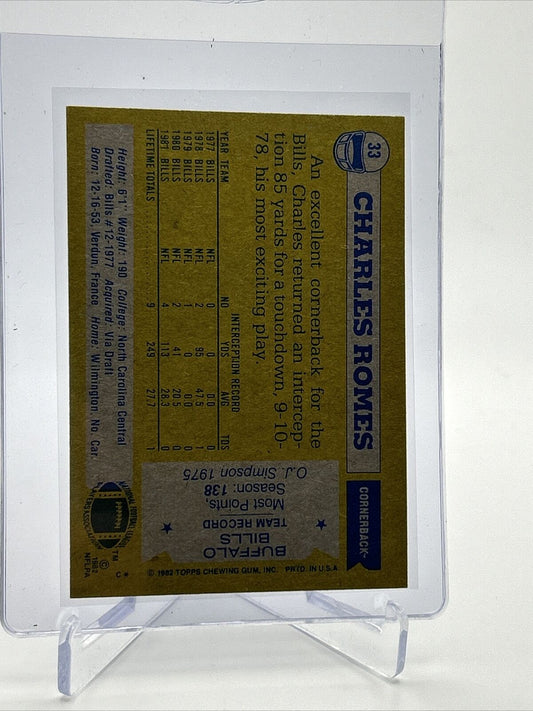 33
CHARLES ROMES
CORNERBACK
An excellent cornerback for the
Bills, Charles returned an intercep-
tion 85 yards for a touchdown, 9-10-
78, his most exciting play.
INTERCEPTION RECORD
YEAR TEAM NO YDS AVG TDS
1977 BILLS NFL 0 0 0.0 0
1978 BILLS NFL 2 95 47.5 1
1979 BILLS NFL 1 0 0.0 0
1980 BILLS NFL 2 41 20.5 0
1981 BILLS NFL 4 113 28.3 0
LIFETIME TOTALS 9 249 27.7 1
Height: 6'1" Weight: 190 College: North Carolina Central
Drafted: Bills #12-1977 Acquired: Via Draft
Born: 12-16-53, Verdun, France Home: Wilmington, No. Car.
BUFFALO
BILLS
TEAM RECORD
Most Points,
Season: 138
O.J. Simpson 1975
© 1982 TOPPS CHEWING GUM, INC. PRTD. IN U.S.A.
TM
©
1982
NFLPA
C*